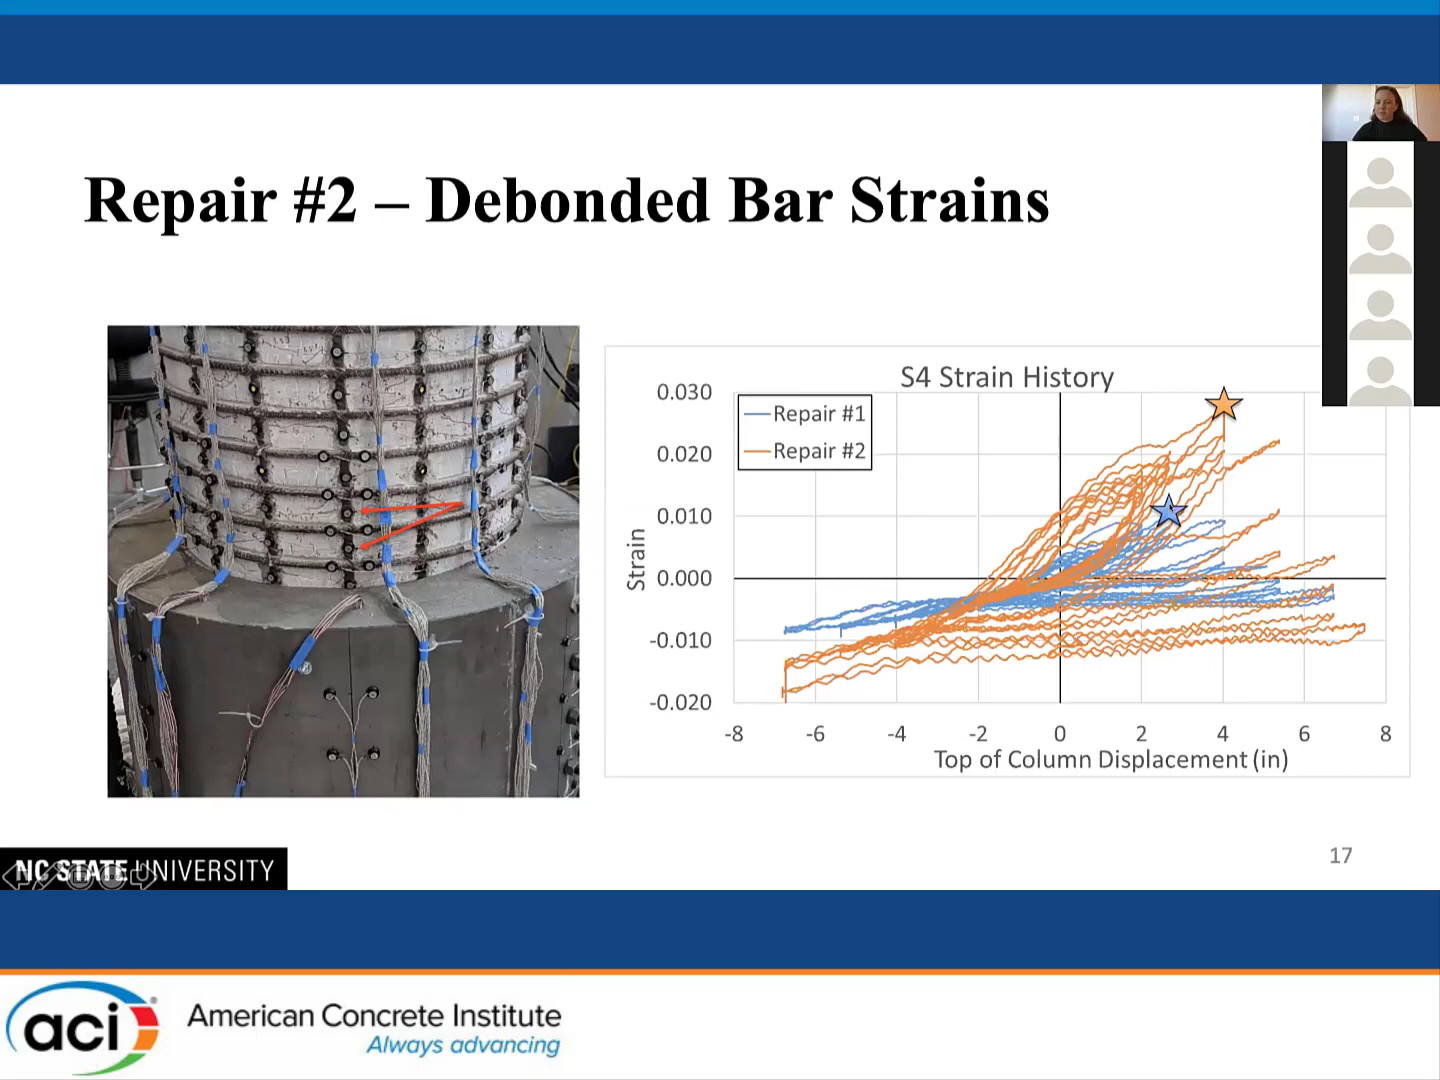 Repair #2 – Debonded Bar Strains
S4 Strain History
Repair #1
Repair #2
0.030
0.020
0.010
0.000
-0.010
-0.020
Strain
-8 -6 -4 -2 0 2 4 6 8
Top of Column Displacement (in)
NC STATE UNIVERSITY
17
aci
American Concrete Institute
Always advancing